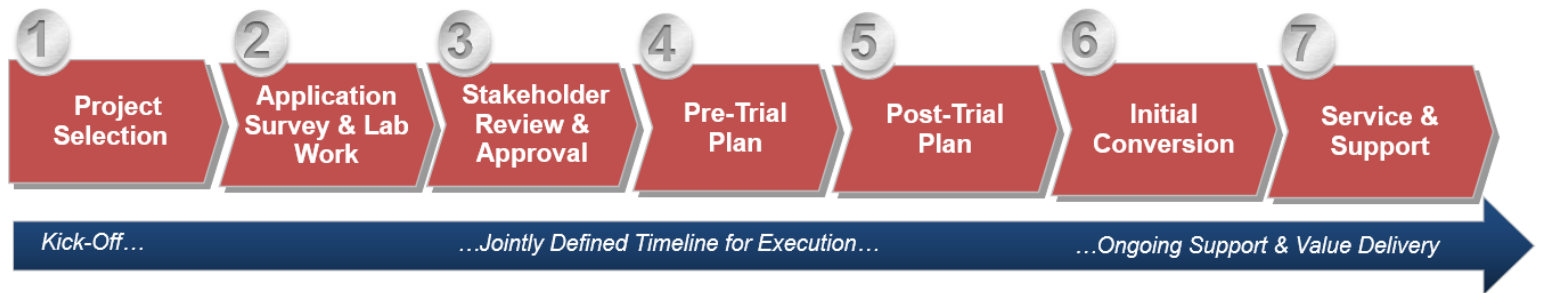 1
Project
Selection
2
Application
Survey & Lab
Work
3
Stakeholder
Review &
Approval
4
Pre-Trial
Plan
5
Post-Trial
Plan
6
Initial
Conversion
7
Service &
Support
Kick-Off…
…Jointly Defined Timeline for Execution…
…Ongoing Support & Value Delivery